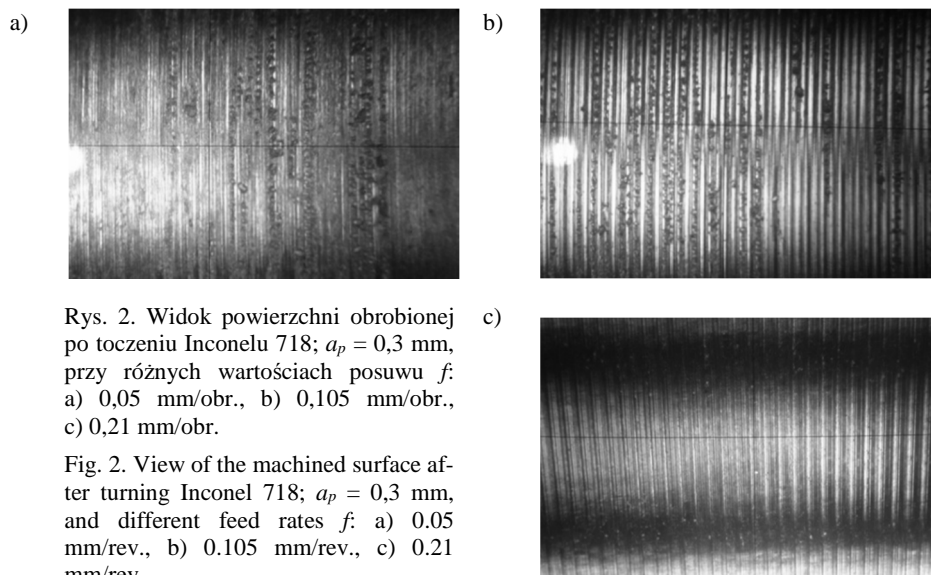 a)
b)
Rys. 2. Widok powierzchni obrobionej
po toczeniu Inconelu 718; ap = 0,3 mm,
przy różnych wartościach posuwu f:
a) 0,05 mm/obr., b) 0,105 mm/obr.,
c) 0,21 mm/obr.
c)
Fig. 2. View of the machined surface af-
ter turning Inconel 718; ap = 0,3 mm,
and different feed rates f: a) 0.05
mm/rev., b) 0.105 mm/rev., c) 0.21
mm/rev.